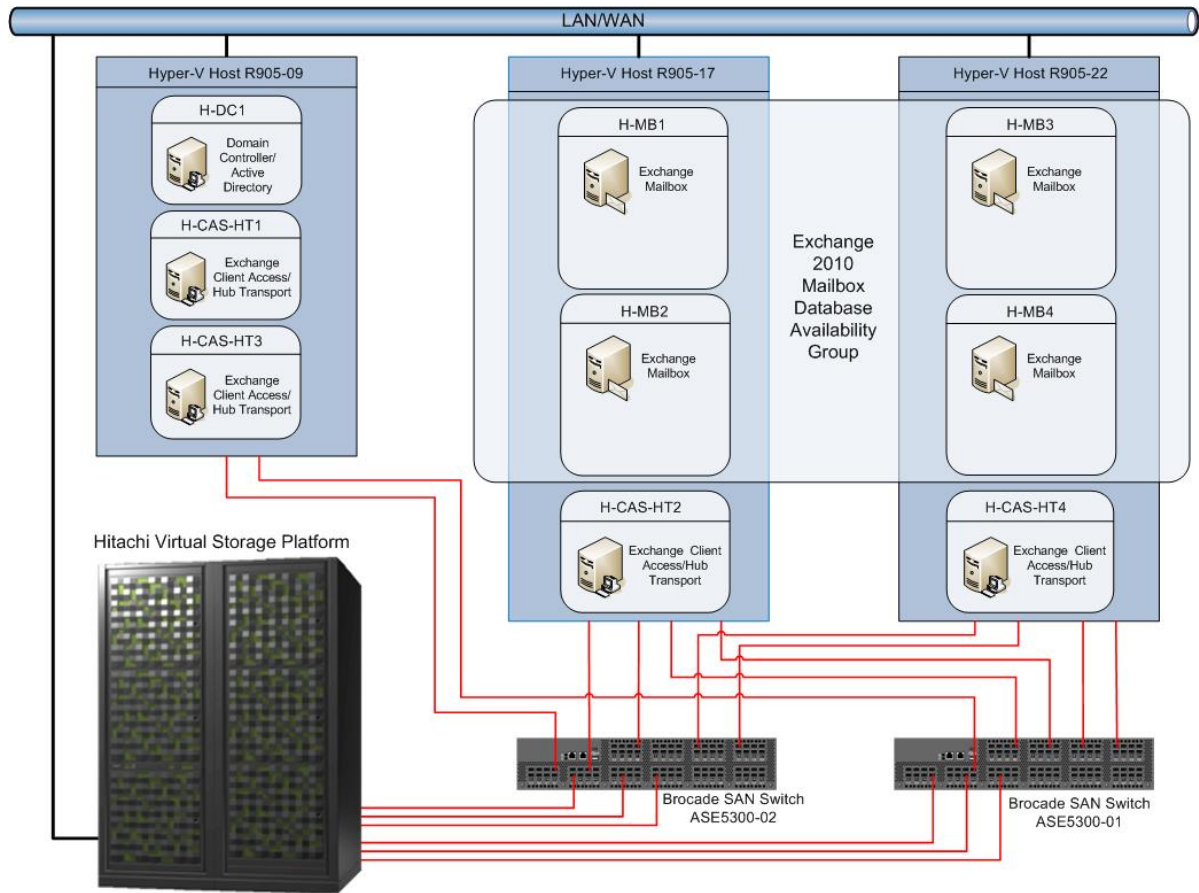 LAN/WAN
Hyper-V Host R905-09
H-DC1
Domain
Controller/
Active
Directory
H-CAS-HT1
Exchange
Client Access/
Hub Transport
H-CAS-HT3
Exchange
Client Access/
Hub Transport
Hyper-V Host R905-17
H-MB1
Exchange
Mailbox
H-MB2
Exchange
Mailbox
Exchange
2010
Mailbox
Database
Availability
Group
Hyper-V Host R905-22
H-MB3
Exchange
Mailbox
H-MB4
Exchange
Mailbox
H-CAS-HT2
Exchange Client
Access/Hub
Transport
H-CAS-HT4
Exchange Client
Access/Hub
Transport
Hitachi Virtual Storage Platform
Brocade SAN Switch
ASE5300-02
Brocade SAN Switch
ASE5300-01